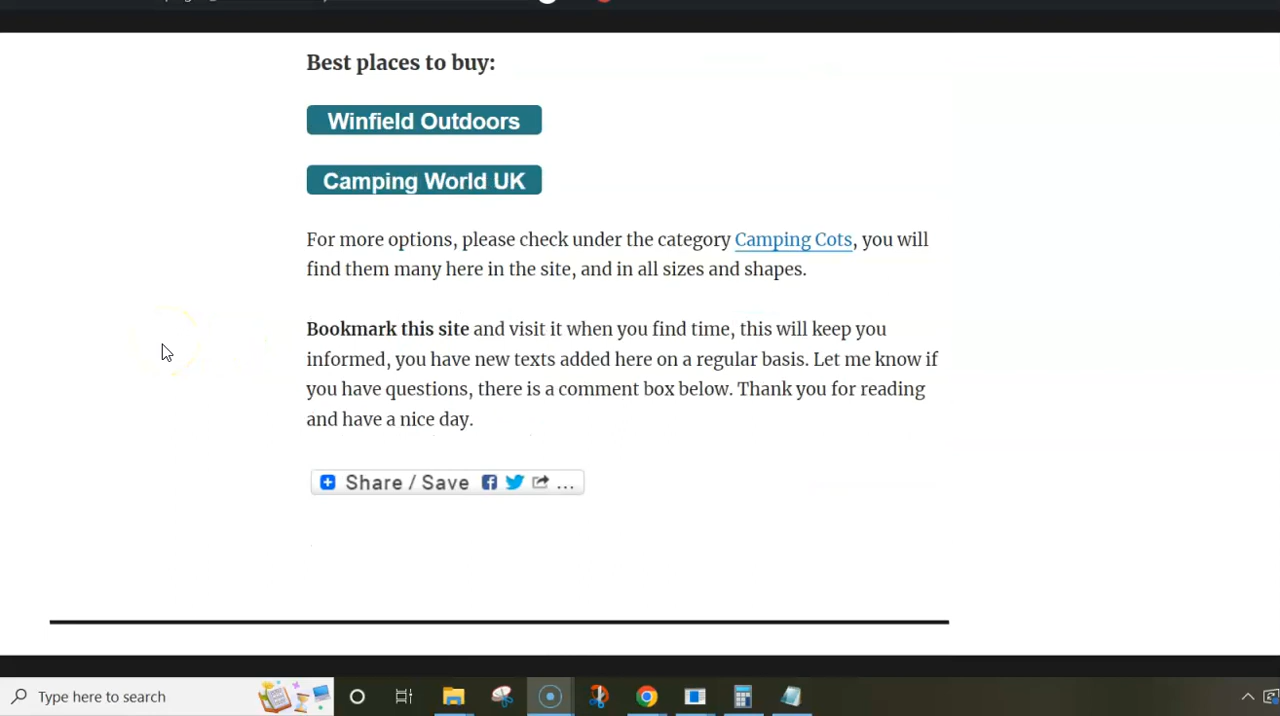 Best places to buy:
Winfield Outdoors
Camping World UK
For more options, please check under the category Camping Cots, you will
find them many here in the site, and in all sizes and shapes.
Bookmark this site and visit it when you find time, this will keep you
informed, you have new texts added here on a regular basis. Let me know if
you have questions, there is a comment box below. Thank you for reading
and have a nice day.
Share / Save ...
Type here to search